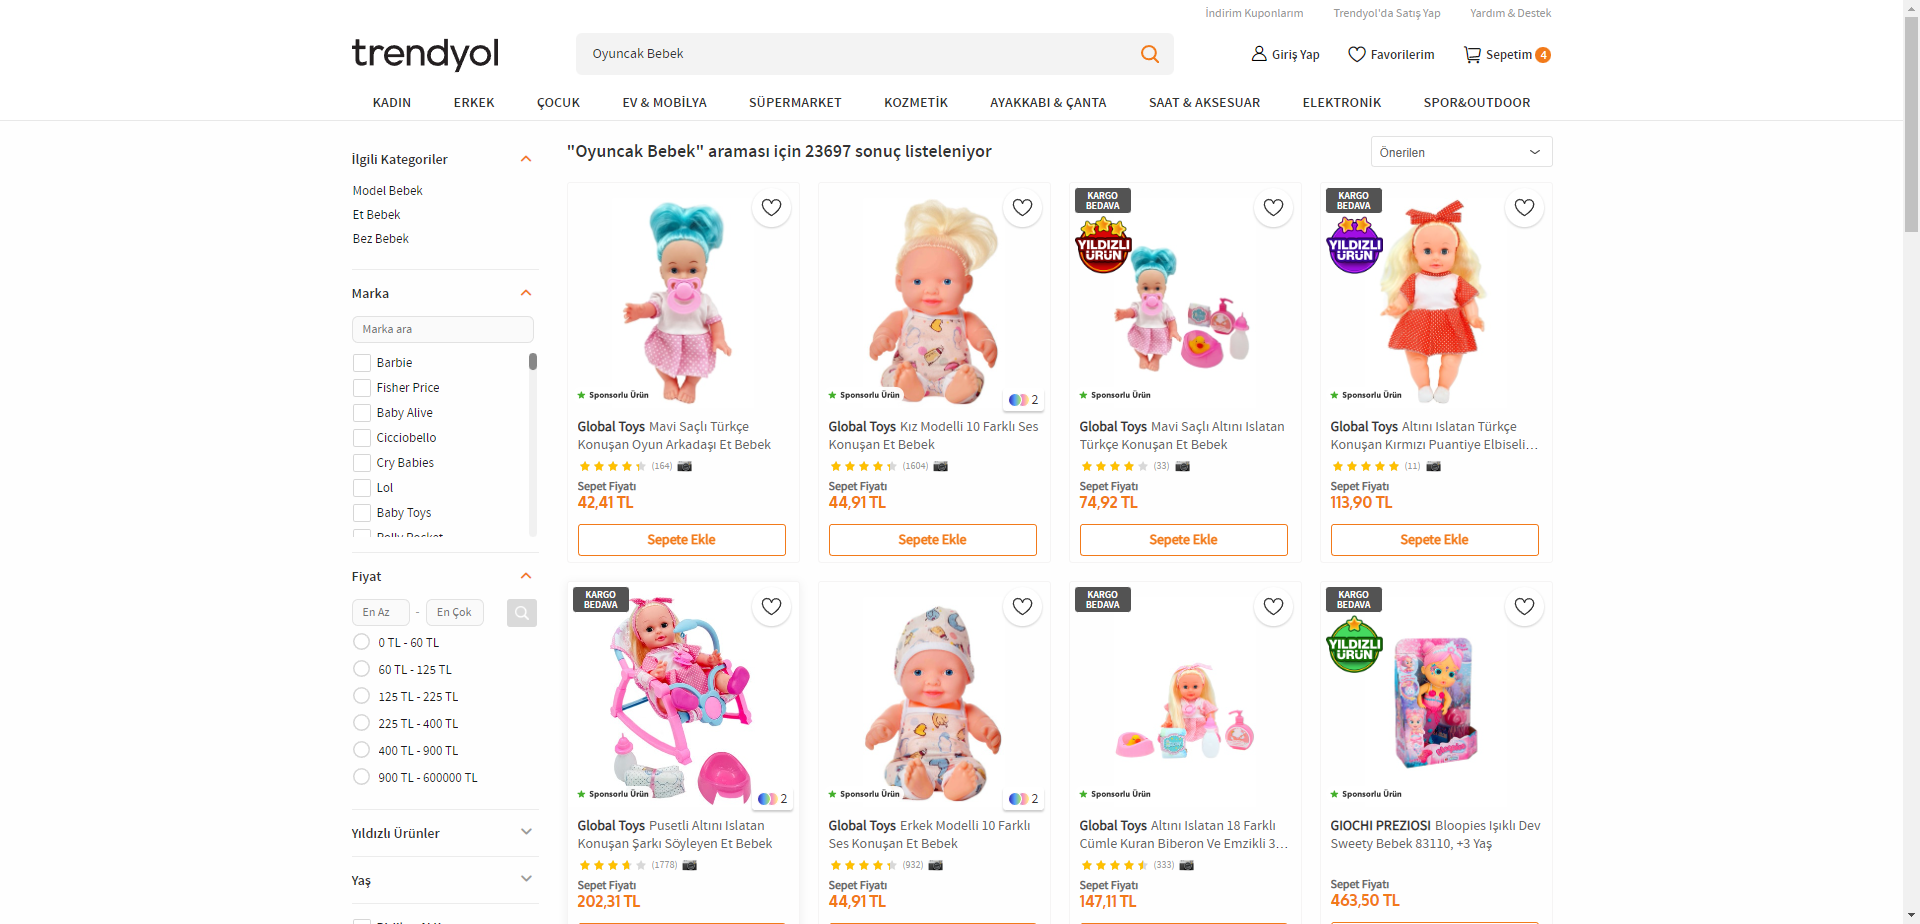 İndirim Kuponlarım
Trendyol'da Satış Yap
Yardım & Destek
trendyol
Oyuncak Bebek
Giriş Yap
Favorilerim
Sepetim 4
KADIN
ERKEK
ÇOCUK
EV & MOBİLYA
SÜPERMARKET
KOZMETİK
AYAKKABI & ÇANTA
SAAT & AKSESUAR
ELEKTRONİK
SPOR&OUTDOOR
İlgili Kategoriler
Model Bebek
Et Bebek
Bez Bebek
Marka
Marka ara
Barbie
Fisher Price
Baby Alive
Cicciobello
Cry Babies
Lol
Baby Toys
Polly Pocket
Fiyat
En Az - En Çok
0 TL - 60 TL
60 TL - 125 TL
125 TL - 225 TL
225 TL - 400 TL
400 TL - 900 TL
900 TL - 600000 TL
Yıldızlı Ürünler
Yaş
"Oyuncak Bebek" araması için 23697 sonuç listeleniyor
Önerilen
Sponsorlu Ürün
Global Toys Mavi Saçlı Türkçe
Konuşan Oyun Arkadaşı Et Bebek
(164)
Sepet Fiyatı
42,41 TL
Sepete Ekle
Sponsorlu Ürün
2
Global Toys Kız Modelli 10 Farklı Ses
Konuşan Et Bebek
(1604)
Sepet Fiyatı
44,91 TL
Sepete Ekle
KARGO
BEDAVA
YILDIZLI
ÜRÜN
Sponsorlu Ürün
Global Toys Mavi Saçlı Altını Islatan
Türkçe Konuşan Et Bebek
(33)
Sepet Fiyatı
74,92 TL
Sepete Ekle
KARGO
BEDAVA
YILDIZLI
ÜRÜN
Sponsorlu Ürün
Global Toys Altını Islatan Türkçe
Konuşan Kırmızı Puantiye Elbiseli...
(11)
Sepet Fiyatı
113,90 TL
Sepete Ekle
KARGO
BEDAVA
Sponsorlu Ürün
2
Global Toys Pusetli Altını Islatan
Konuşan Şarkı Söyleyen Et Bebek
(1778)
Sepet Fiyatı
202,31 TL
Sponsorlu Ürün
2
Global Toys Erkek Modelli 10 Farklı
Ses Konuşan Et Bebek
(932)
Sepet Fiyatı
44,91 TL
KARGO
BEDAVA
Sponsorlu Ürün
Global Toys Altını Islatan 18 Farklı
Cümle Kuran Biberon Ve Emzikli 3...
(333)
Sepet Fiyatı
147,11 TL
KARGO
BEDAVA
YILDIZLI
ÜRÜN
Sponsorlu Ürün
GIOCHI PREZIOSI Bloopies Işıklı Dev
Sweety Bebek 83110, +3 Yaş
Sepet Fiyatı
463,50 TL